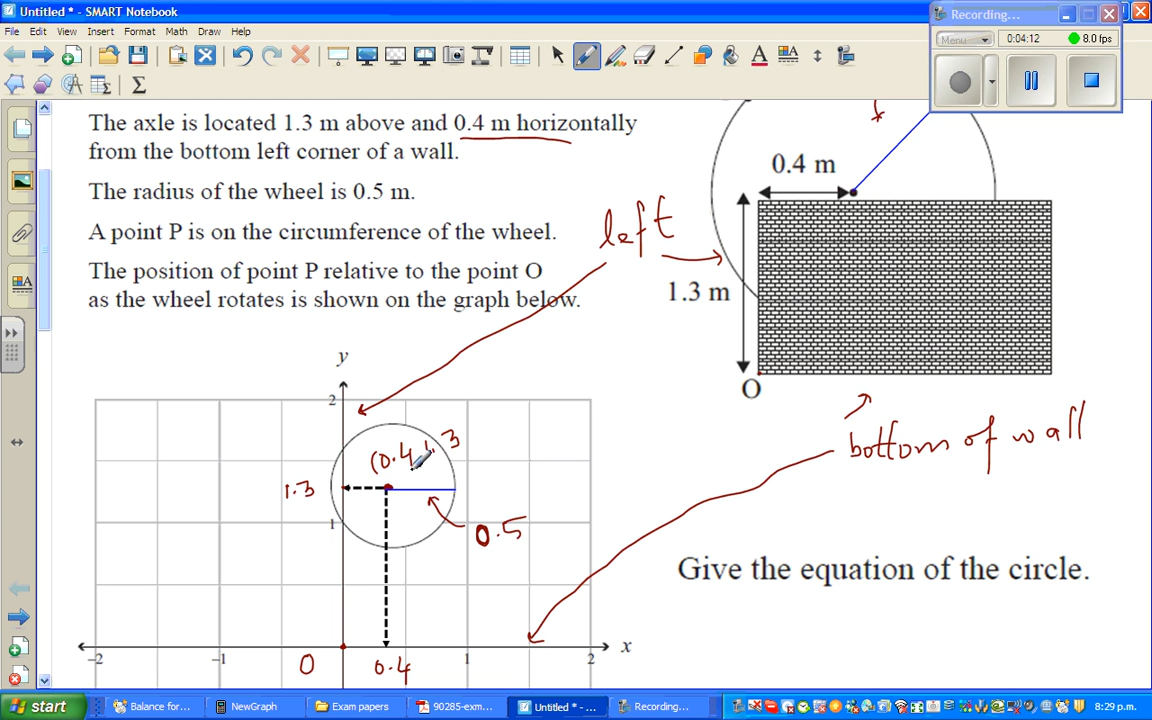 Untitled * - SMART Notebook
File Edit View Insert Format Math Draw Help
Recording...
Menu 0:04:12 8.0 fps
The axle is located 1.3 m above and 0.4 m horizontally
from the bottom left corner of a wall.
The radius of the wheel is 0.5 m.
A point P is on the circumference of the wheel.
The position of point P relative to the point O
as the wheel rotates is shown on the graph below.
left
0.4 m
1.3 m
O
bottom of wall
y
2
(0.4, 1.3
1.3
1
0.5
-2
-1
0
0.4
1
2
x
Give the equation of the circle.
start
Balance for...
NewGraph
Exam papers
90285-exm...
Untitled * - ...
Recording...
8:29 p.m.